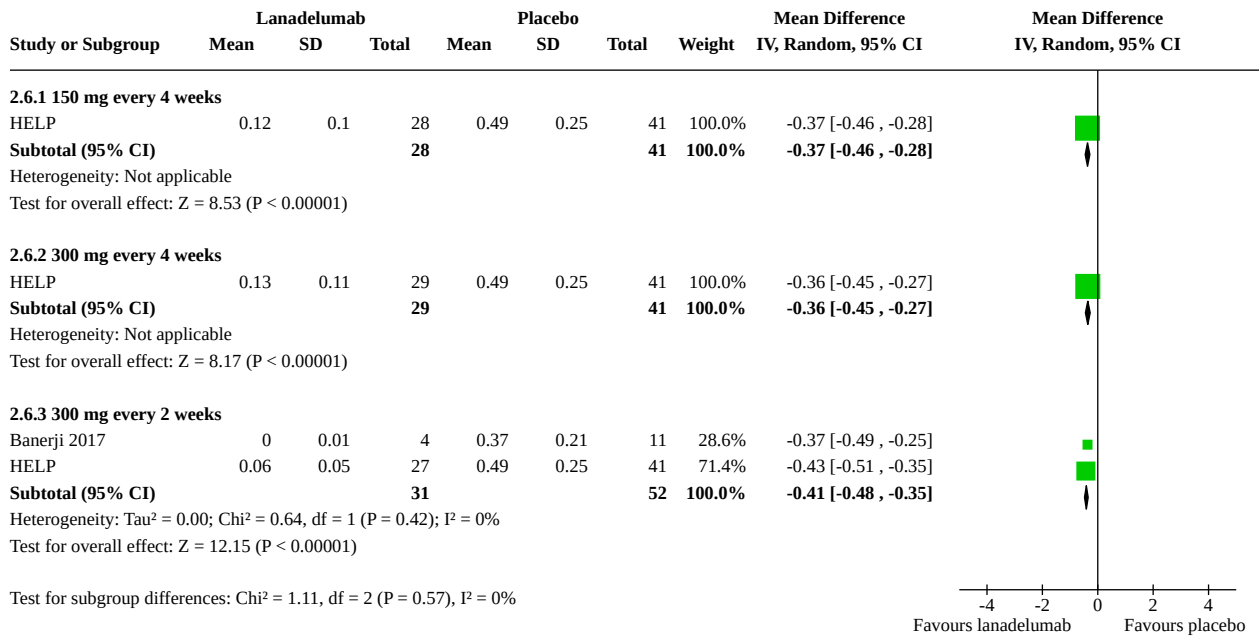 Lanadelumab Placebo Mean Difference Mean Difference
Study or Subgroup Mean SD Total Mean SD Total Weight IV, Random, 95% CI IV, Random, 95% CI
2.6.1 150 mg every 4 weeks
HELP 0.12 0.1 28 0.49 0.25 41 100.0% -0.37 [-0.46 , -0.28]
Subtotal (95% CI) 28 41 100.0% -0.37 [-0.46 , -0.28]
Heterogeneity: Not applicable
Test for overall effect: Z = 8.53 (P < 0.00001)
2.6.2 300 mg every 4 weeks
HELP 0.13 0.11 29 0.49 0.25 41 100.0% -0.36 [-0.45 , -0.27]
Subtotal (95% CI) 29 41 100.0% -0.36 [-0.45 , -0.27]
Heterogeneity: Not applicable
Test for overall effect: Z = 8.17 (P < 0.00001)
2.6.3 300 mg every 2 weeks
Banerji 2017 0 0.01 4 0.37 0.21 11 28.6% -0.37 [-0.49 , -0.25]
HELP 0.06 0.05 27 0.49 0.25 41 71.4% -0.43 [-0.51 , -0.35]
Subtotal (95% CI) 31 52 100.0% -0.41 [-0.48 , -0.35]
Heterogeneity: Tau² = 0.00; Chi² = 0.64, df = 1 (P = 0.42); I² = 0%
Test for overall effect: Z = 12.15 (P < 0.00001)
Test for subgroup differences: Chi² = 1.11, df = 2 (P = 0.57), I² = 0%
-4 -2 0 2 4
Favours lanadelumab Favours placebo